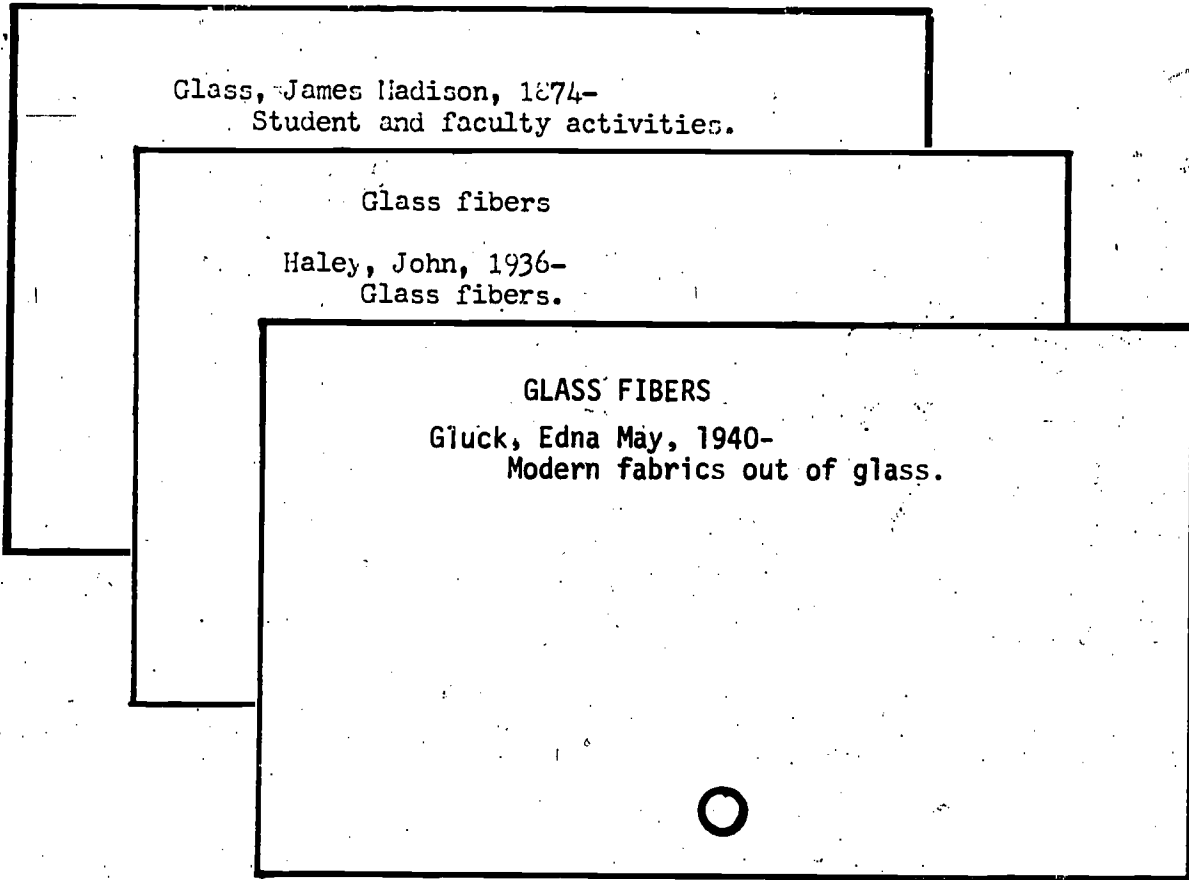 Glass, James Madison, 1874-
Student and faculty activities.
Glass fibers
Haley, John, 1936-
Glass fibers.
GLASS FIBERS
Gluck, Edna May, 1940-
Modern fabrics out of glass.